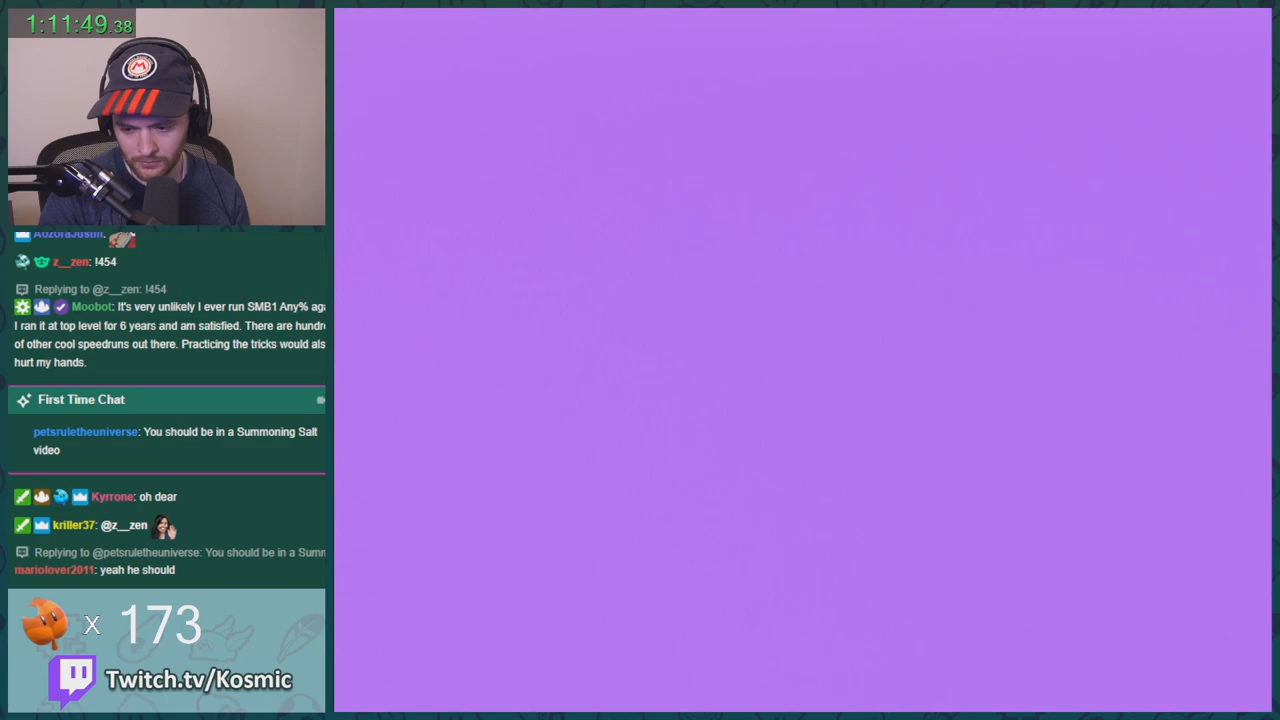 1:11:49.38
AozoraJustin:
z__zen: !454
Replying to @z__zen: !454
Moobot: It's very unlikely I ever run SMB1 Any% aga
I ran it at top level for 6 years and am satisfied. There are hundre
of other cool speedruns out there. Practicing the tricks would als
hurt my hands.
First Time Chat
petsruletheuniverse: You should be in a Summoning Salt
video
Kyrrone: oh dear
kriller37: @z__zen
Replying to @petsruletheuniverse: You should be in a Summ
mariolover2011: yeah he should
x 173
Twitch.tv/Kosmic